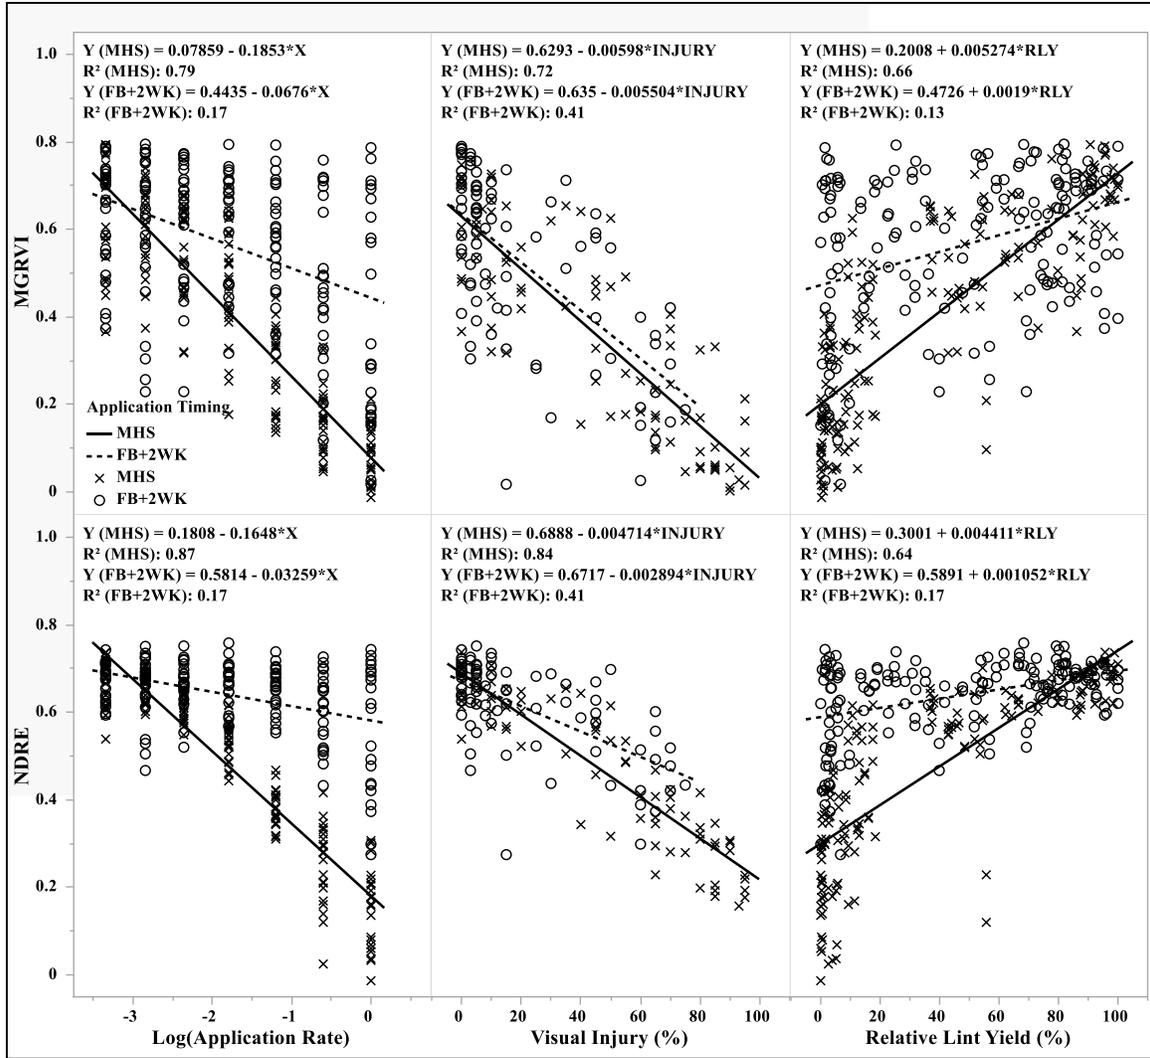 Y (MHS) = 0.07859 - 0.1853*X
R² (MHS): 0.79
Y (FB+2WK) = 0.4435 - 0.0676*X
R² (FB+2WK): 0.17
Y (MHS) = 0.6293 - 0.00598*INJURY
R² (MHS): 0.72
Y (FB+2WK) = 0.635 - 0.005504*INJURY
R² (FB+2WK): 0.41
Y (MHS) = 0.2008 + 0.005274*RLY
R² (MHS): 0.66
Y (FB+2WK) = 0.4726 + 0.0019*RLY
R² (FB+2WK): 0.13
1.0
0.8
0.6
0.4
0.2
0
MGRVI
Application Timing
MHS
FB+2WK
MHS
FB+2WK
Y (MHS) = 0.1808 - 0.1648*X
R² (MHS): 0.87
Y (FB+2WK) = 0.5814 - 0.03259*X
R² (FB+2WK): 0.17
Y (MHS) = 0.6888 - 0.004714*INJURY
R² (MHS): 0.84
Y (FB+2WK) = 0.6717 - 0.002894*INJURY
R² (FB+2WK): 0.41
Y (MHS) = 0.3001 + 0.004411*RLY
R² (MHS): 0.64
Y (FB+2WK) = 0.5891 + 0.001052*RLY
R² (FB+2WK): 0.17
1.0
0.8
0.6
0.4
0.2
0
NDRE
-3 -2 -1 0
0 20 40 60 80 100
0 20 40 60 80 100
Log(Application Rate)
Visual Injury (%)
Relative Lint Yield (%)